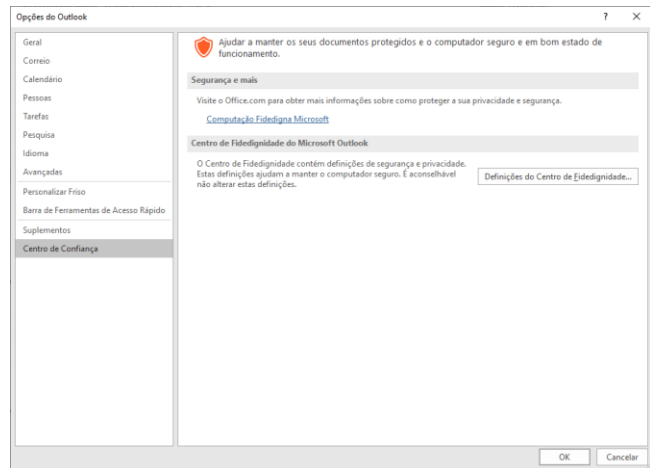 Opções do Outlook
? ×
Geral
Correio
Calendário
Pessoas
Tarefas
Pesquisa
Idioma
Avançadas
Personalizar Friso
Barra de Ferramentas de Acesso Rápido
Suplementos
Centro de Confiança
Ajudar a manter os seus documentos protegidos e o computador seguro e em bom estado de
funcionamento.
Segurança e mais
Visite o Office.com para obter mais informações sobre como proteger a sua privacidade e segurança.
Computação Fidedigna Microsoft
Centro de Fidedignidade do Microsoft Outlook
O Centro de Fidedignidade contém definições de segurança e privacidade.
Estas definições ajudam a manter o computador seguro. É aconselhável
não alterar estas definições.
Definições do Centro de Fidedignidade...
OK
Cancelar